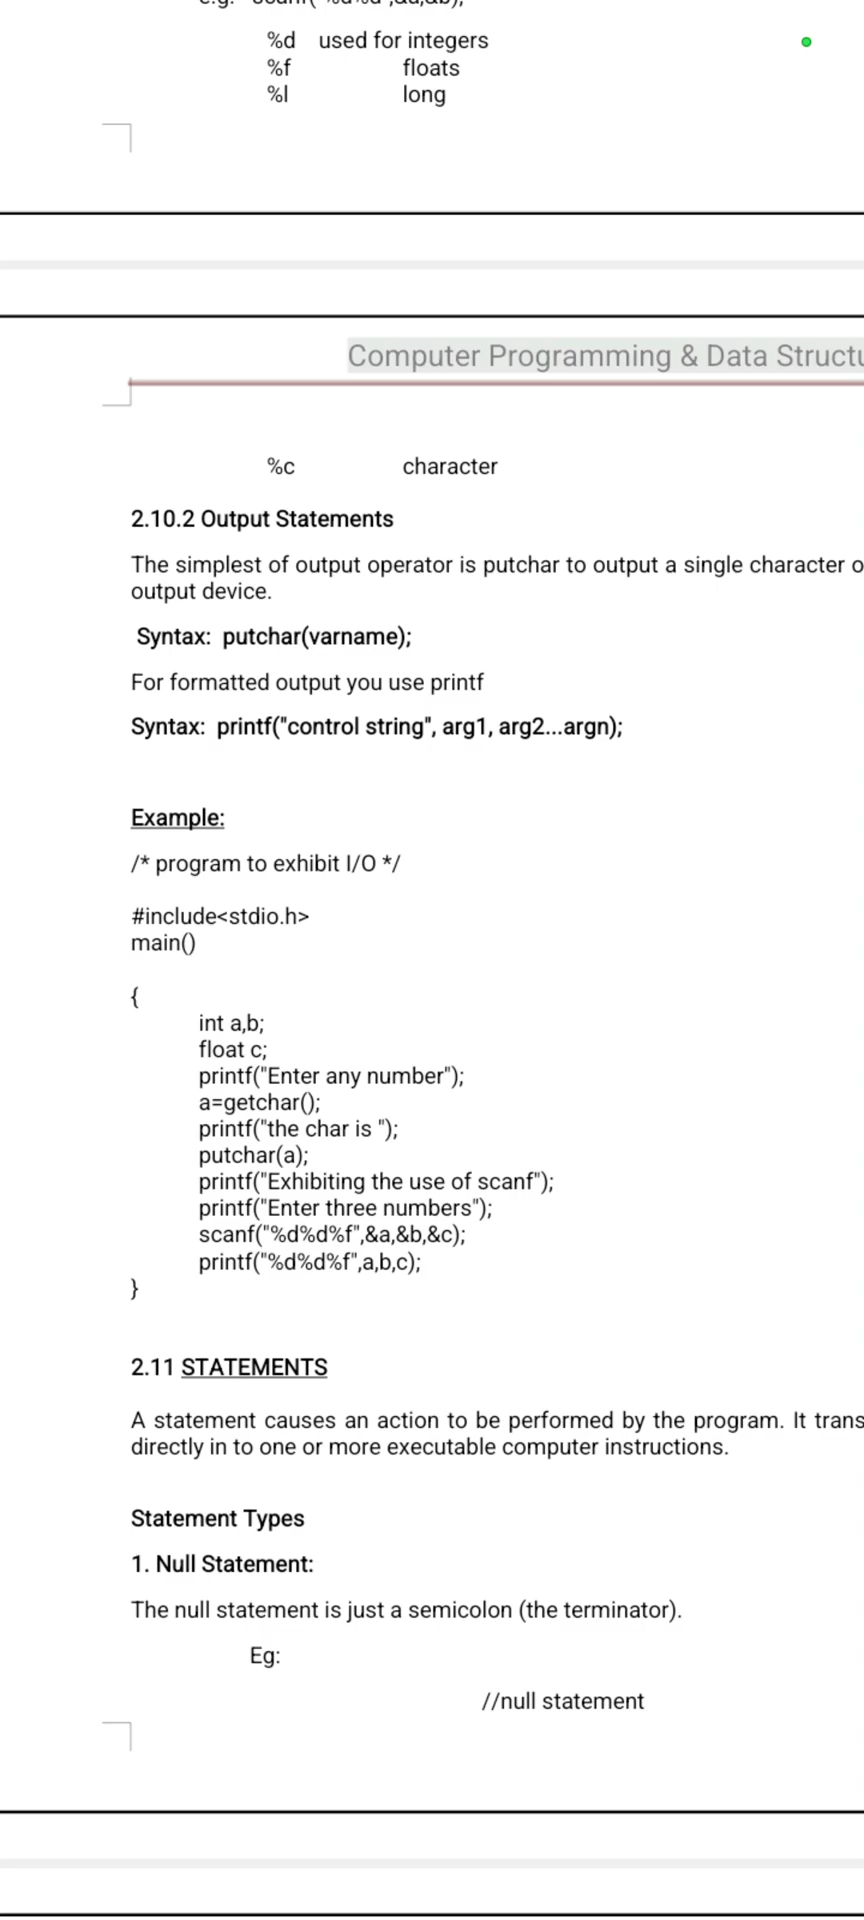 %d used for integers
%f floats
%l long
Computer Programming & Data Structu
%c character
2.10.2 Output Statements
The simplest of output operator is putchar to output a single character o
output device.
Syntax: putchar(varname);
For formatted output you use printf
Syntax: printf("control string", arg1, arg2...argn);
Example:
/* program to exhibit I/O */
#include<stdio.h>
main()
{
int a,b;
float c;
printf("Enter any number");
a=getchar();
printf("the char is ");
putchar(a);
printf("Exhibiting the use of scanf");
printf("Enter three numbers");
scanf("%d%d%f",&a,&b,&c);
printf("%d%d%f",a,b,c);
}
2.11 STATEMENTS
A statement causes an action to be performed by the program. It trans
directly in to one or more executable computer instructions.
Statement Types
1. Null Statement:
The null statement is just a semicolon (the terminator).
Eg:
//null statement